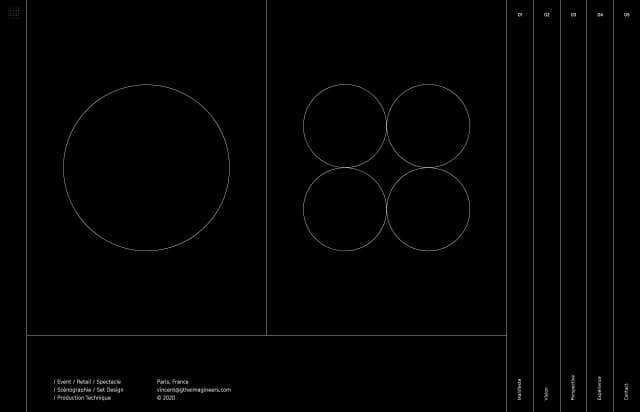 01 02 03 04 05
/ Event / Retail / Spectacle
/ Scénographie / Set Design
/ Production Technique
Paris, France
vincent@gtheimagineers.com
© 2020
Manifeste
Vision
Perspective
Expérience
Contact